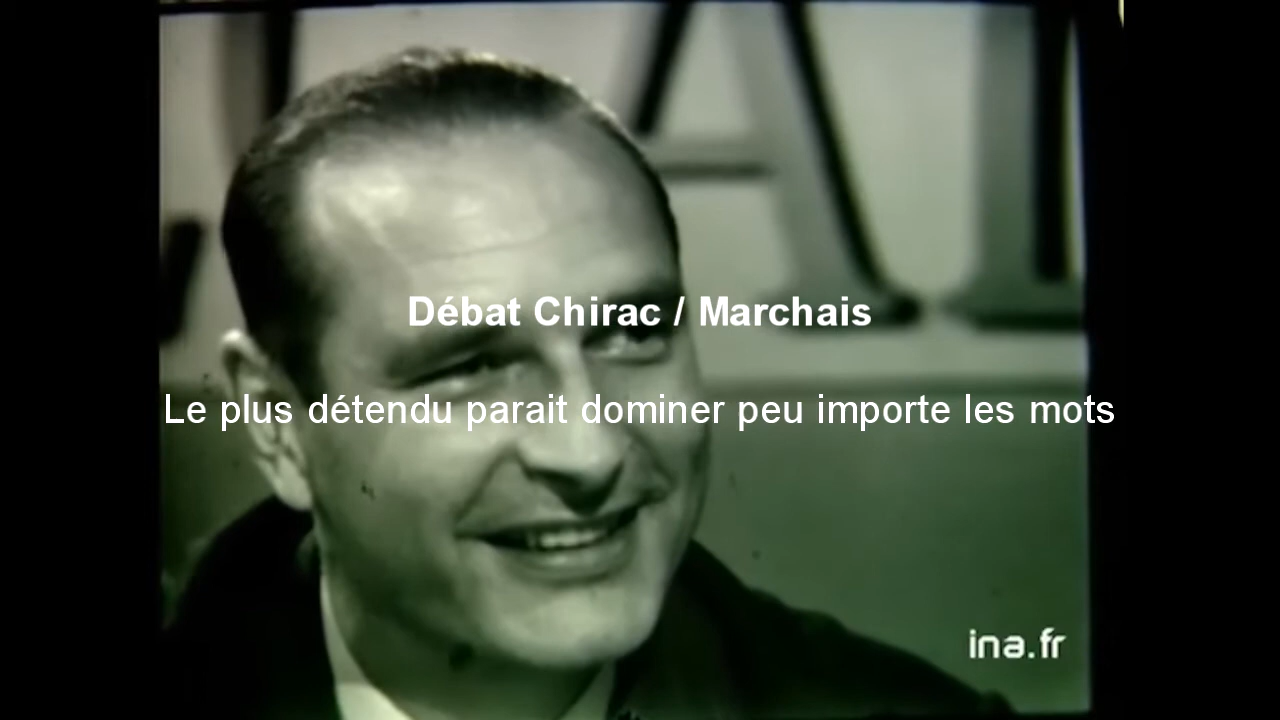 Débat Chirac / Marchais
Le plus détendu parait dominer peu importe les mots
ina.fr